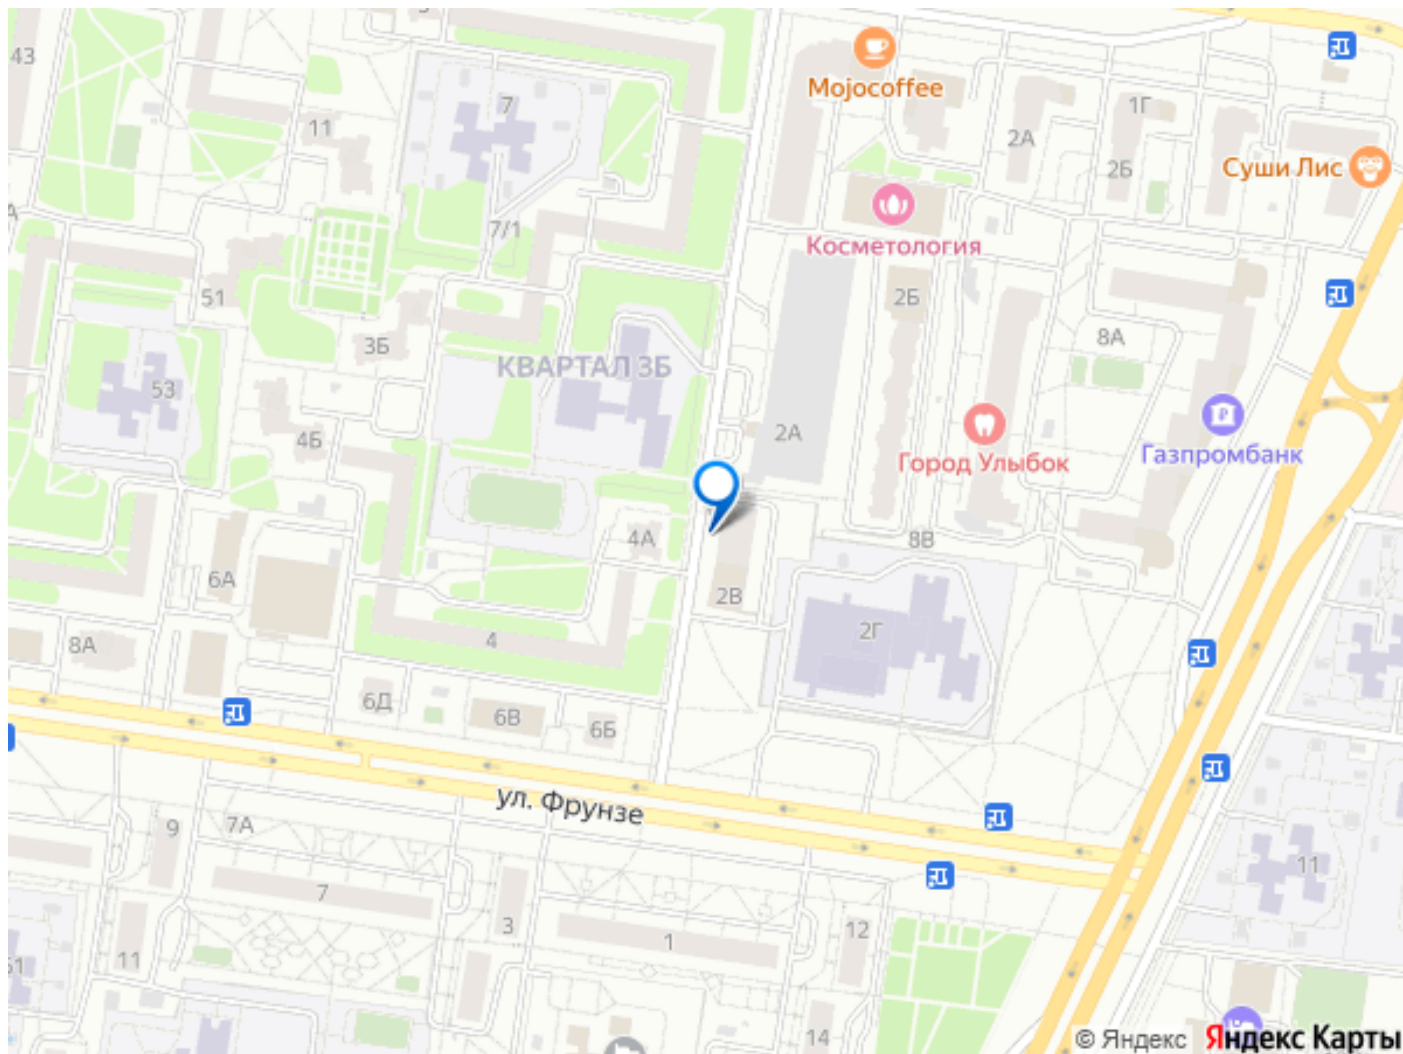 43
3
Mojocoffee
7
11
2А
1Г
2Б
Суши Лис
7/1
Косметология
51
2Б
3Б
8А
КВАРТАЛ 3Б
53
4Б
2А
Город Улыбок
₽
Газпромбанк
4А
8В
6А
2В
2Г
4
8А
6Д
6В
6Б
ул. Фрунзе
9
7А
7
3
1
12
11
11
51
14
© Яндекс
Яндекс Карты